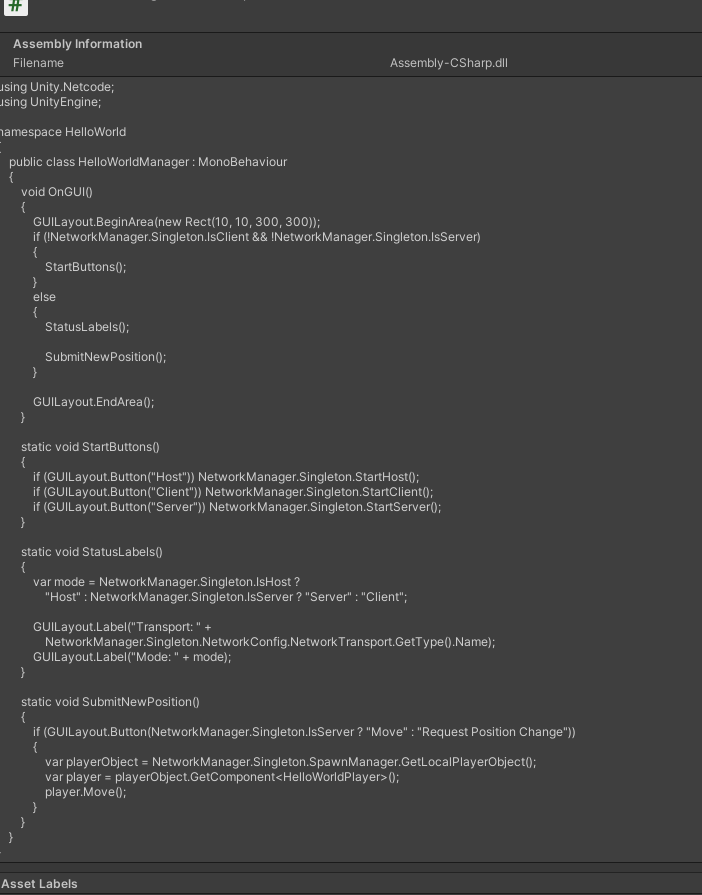 #
Assembly Information
Filename Assembly-CSharp.dll
using Unity.Netcode;
using UnityEngine;
namespace HelloWorld
{
public class HelloWorldManager : MonoBehaviour
{
void OnGUI()
{
GUILayout.BeginArea(new Rect(10, 10, 300, 300));
if (!NetworkManager.Singleton.IsClient && !NetworkManager.Singleton.IsServer)
{
StartButtons();
}
else
{
StatusLabels();
SubmitNewPosition();
}
GUILayout.EndArea();
}
static void StartButtons()
{
if (GUILayout.Button("Host")) NetworkManager.Singleton.StartHost();
if (GUILayout.Button("Client")) NetworkManager.Singleton.StartClient();
if (GUILayout.Button("Server")) NetworkManager.Singleton.StartServer();
}
static void StatusLabels()
{
var mode = NetworkManager.Singleton.IsHost ?
"Host" : NetworkManager.Singleton.IsServer ? "Server" : "Client";
GUILayout.Label("Transport: " +
NetworkManager.Singleton.NetworkConfig.NetworkTransport.GetType().Name);
GUILayout.Label("Mode: " + mode);
}
static void SubmitNewPosition()
{
if (GUILayout.Button(NetworkManager.Singleton.IsServer ? "Move" : "Request Position Change"))
{
var playerObject = NetworkManager.Singleton.SpawnManager.GetLocalPlayerObject();
var player = playerObject.GetComponent<HelloWorldPlayer>();
player.Move();
}
}
}
Asset Labels